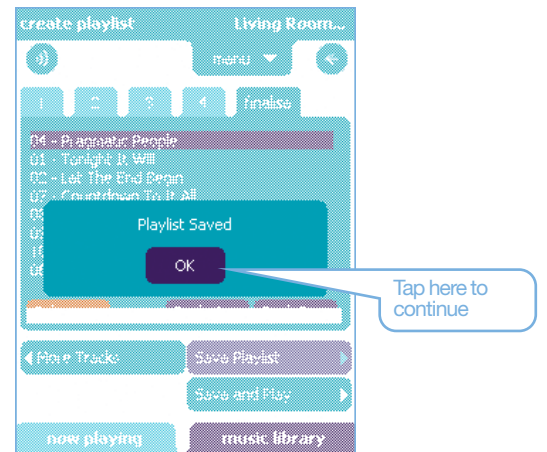 create playlist Living Room...
menu
1 2 3 4 finalise
04 - Pragmatic People
01 - Tonight It Will
02 - Let The End Begin
07 - Countdown To It All
Playlist Saved
OK
Tap here to
continue
More Tracks Save Playlist
Save and Play
now playing music library